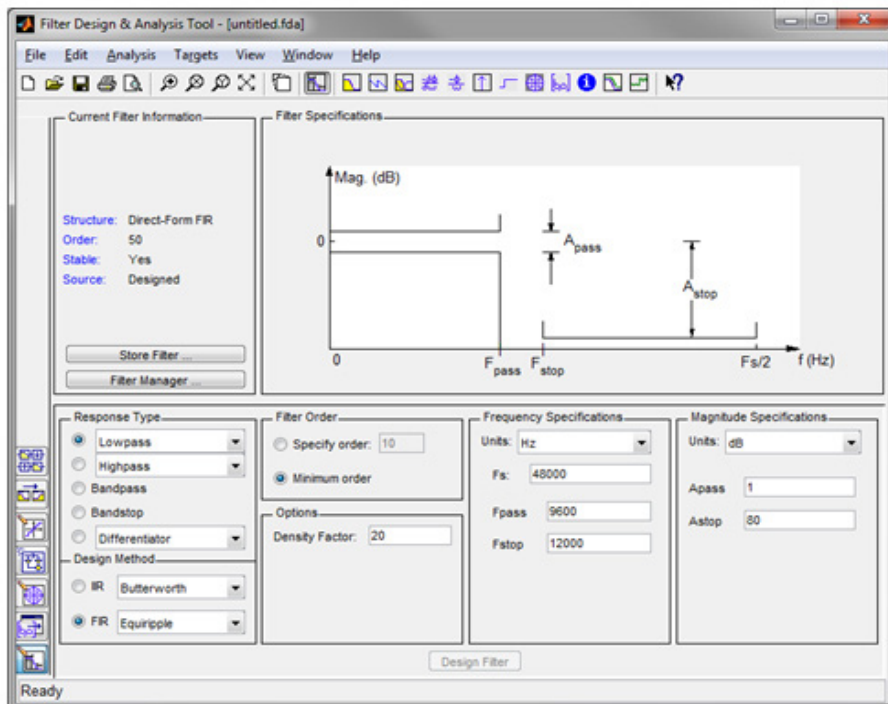 Filter Design & Analysis Tool - [untitled.fda]
File Edit Analysis Targets View Window Help
Current Filter Information
Structure: Direct-Form FIR
Order: 50
Stable: Yes
Source: Designed
Store Filter ...
Filter Manager ...
Filter Specifications
Mag. (dB)
0
Apass
Astop
0 Fpass Fstop Fs/2 f (Hz)
Response Type
Lowpass
Highpass
Bandpass
Bandstop
Differentiator
Design Method
IIR Butterworth
FIR Equiripple
Filter Order
Specify order: 10
Minimum order
Options
Density Factor: 20
Frequency Specifications
Units: Hz
Fs: 48000
Fpass 9600
Fstop 12000
Magnitude Specifications
Units: dB
Apass 1
Astop 80
Design Filter
Ready